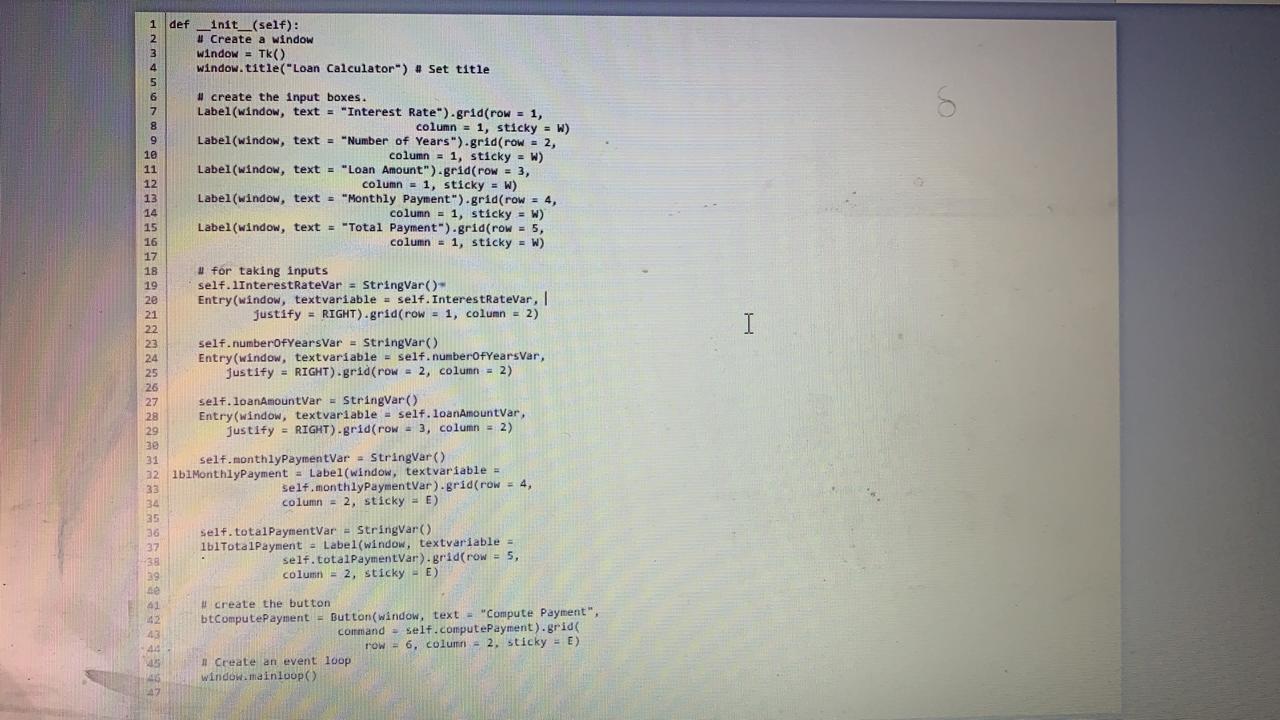 1 def __init__(self):
2 # Create a window
3 window = Tk()
4 window.title("Loan Calculator") # Set title
5
6 # create the input boxes.
7 Label(window, text = "Interest Rate").grid(row = 1,
8 column = 1, sticky = W)
9 Label(window, text = "Number of Years").grid(row = 2,
10 column = 1, sticky = W)
11 Label(window, text = "Loan Amount").grid(row = 3,
12 column = 1, sticky = W)
13 Label(window, text = "Monthly Payment").grid(row = 4,
14 column = 1, sticky = W)
15 Label(window, text = "Total Payment").grid(row = 5,
16 column = 1, sticky = W)
17
18 # for taking inputs
19 self.lInterestRateVar = StringVar()
20 Entry(window, textvariable = self.InterestRateVar,
21 justify = RIGHT).grid(row = 1, column = 2)
22
23 self.numberOfYearsVar = StringVar()
24 Entry(window, textvariable = self.numberOfYearsVar,
25 justify = RIGHT).grid(row = 2, column = 2)
26
27 self.loanAmountVar = StringVar()
28 Entry(window, textvariable = self.loanAmountVar,
29 justify = RIGHT).grid(row = 3, column = 2)
30
31 self.monthlyPaymentVar = StringVar()
32 lblMonthlyPayment = Label(window, textvariable =
33 self.monthlyPaymentVar).grid(row = 4,
34 column = 2, sticky = E)
35
36 self.totalPaymentVar = StringVar()
37 lblTotalPayment = Label(window, textvariable =
38 self.totalPaymentVar).grid(row = 5,
39 column = 2, sticky = E)
40
41 # create the button
42 btComputePayment = Button(window, text = "Compute Payment",
43 command = self.computePayment).grid(
44 row = 6, column = 2, sticky = E)
45 # Create an event loop
46 window.mainloop()
47